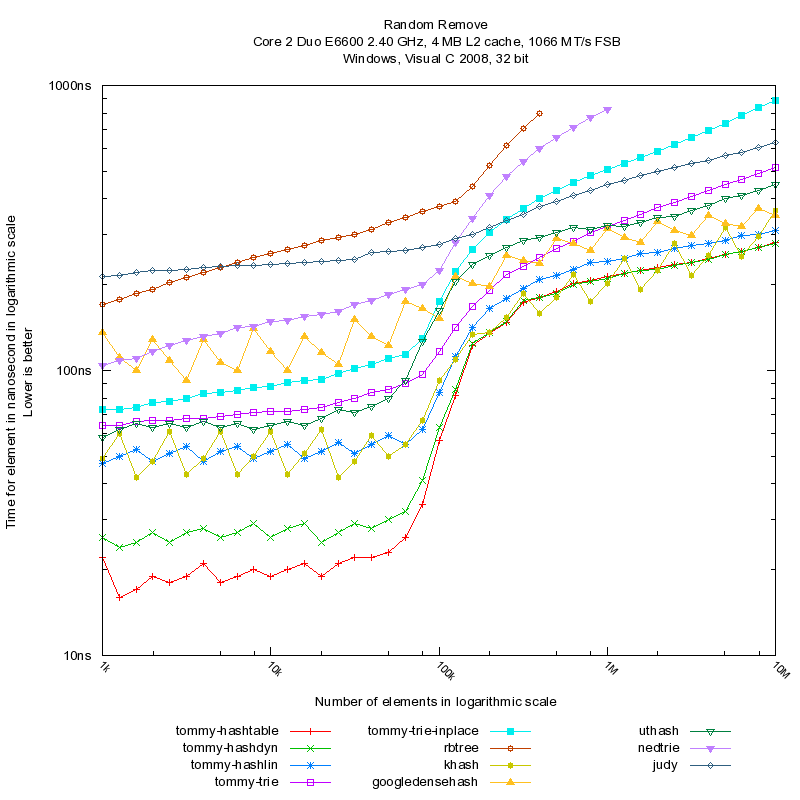 Random Remove
Core 2 Duo E6600 2.40 GHz, 4 MB L2 cache, 1066 MT/s FSB
Windows, Visual C 2008, 32 bit
1000ns
100ns
10ns
Time for element in nanosecond in logarithmic scale
Lower is better
1k 10k 100k 1M 10M
Number of elements in logarithmic scale
tommy-hashtable tommy-trie-inplace uthash
tommy-hashdyn rbtree nedtrie
tommy-hashlin khash judy
tommy-trie googledensehash